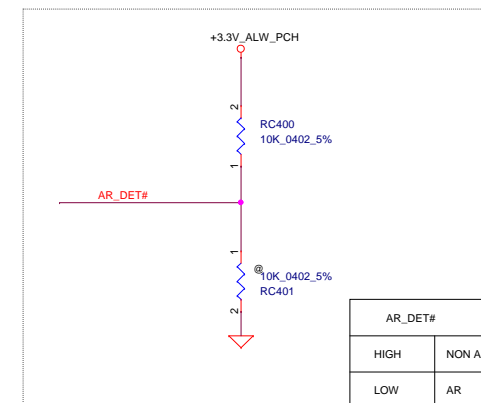 +3.3V_ALW_PCH
2
RC400
10K_0402_5%
1
AR_DET#
1
@
10K_0402_5%
RC401
2
AR_DET#
HIGH NON A
LOW AR